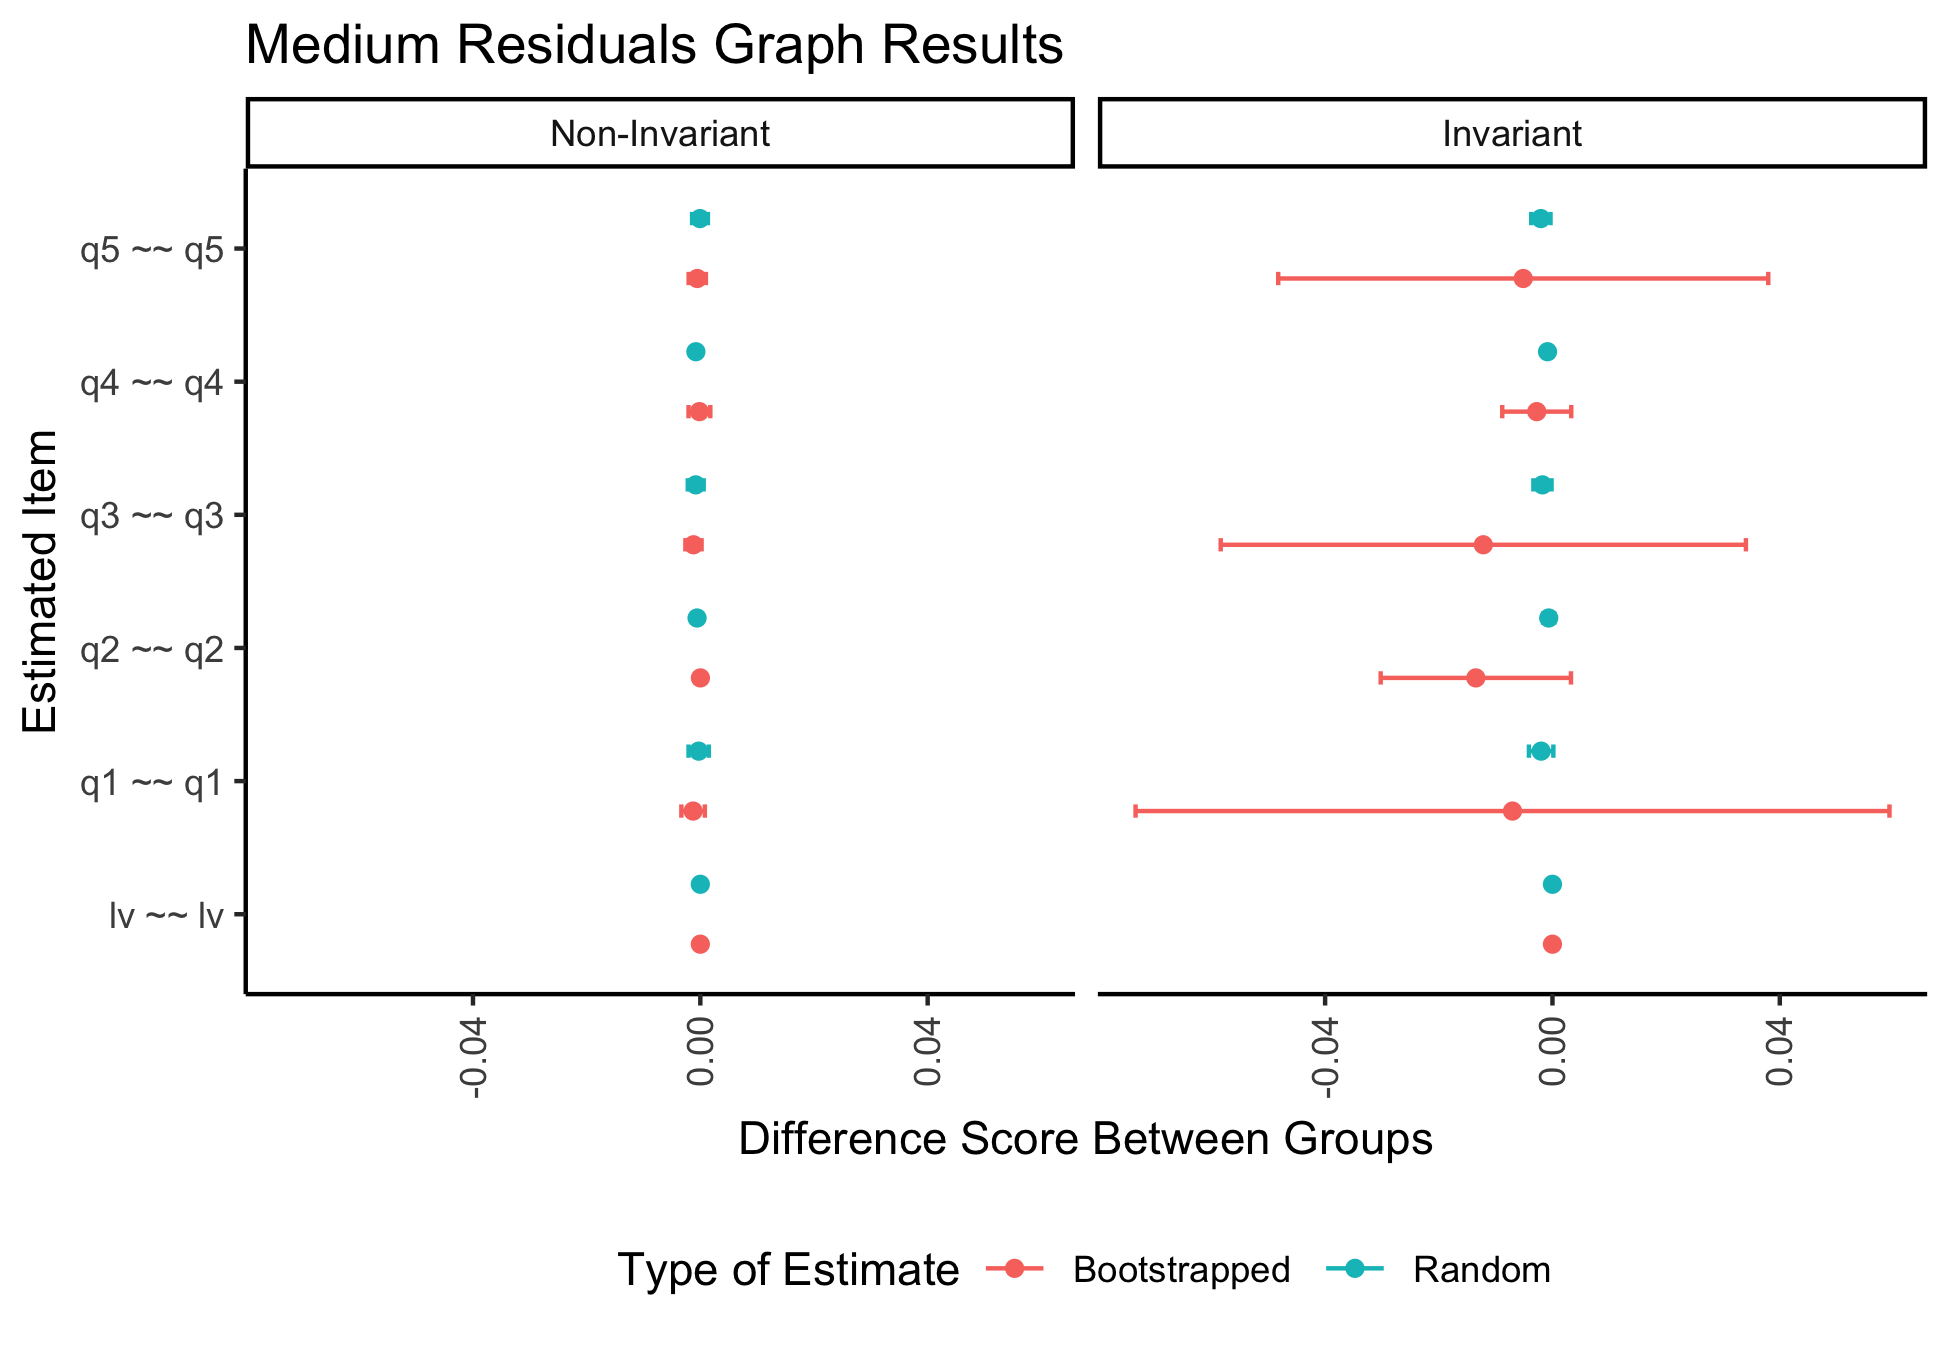 Medium Residuals Graph Results
Non-Invariant
Invariant
Estimated Item
q5 ~~ q5
q4 ~~ q4
q3 ~~ q3
q2 ~~ q2
q1 ~~ q1
lv ~~ lv
-0.04
0.00
0.04
-0.04
0.00
0.04
Difference Score Between Groups
Type of Estimate
Bootstrapped
Random